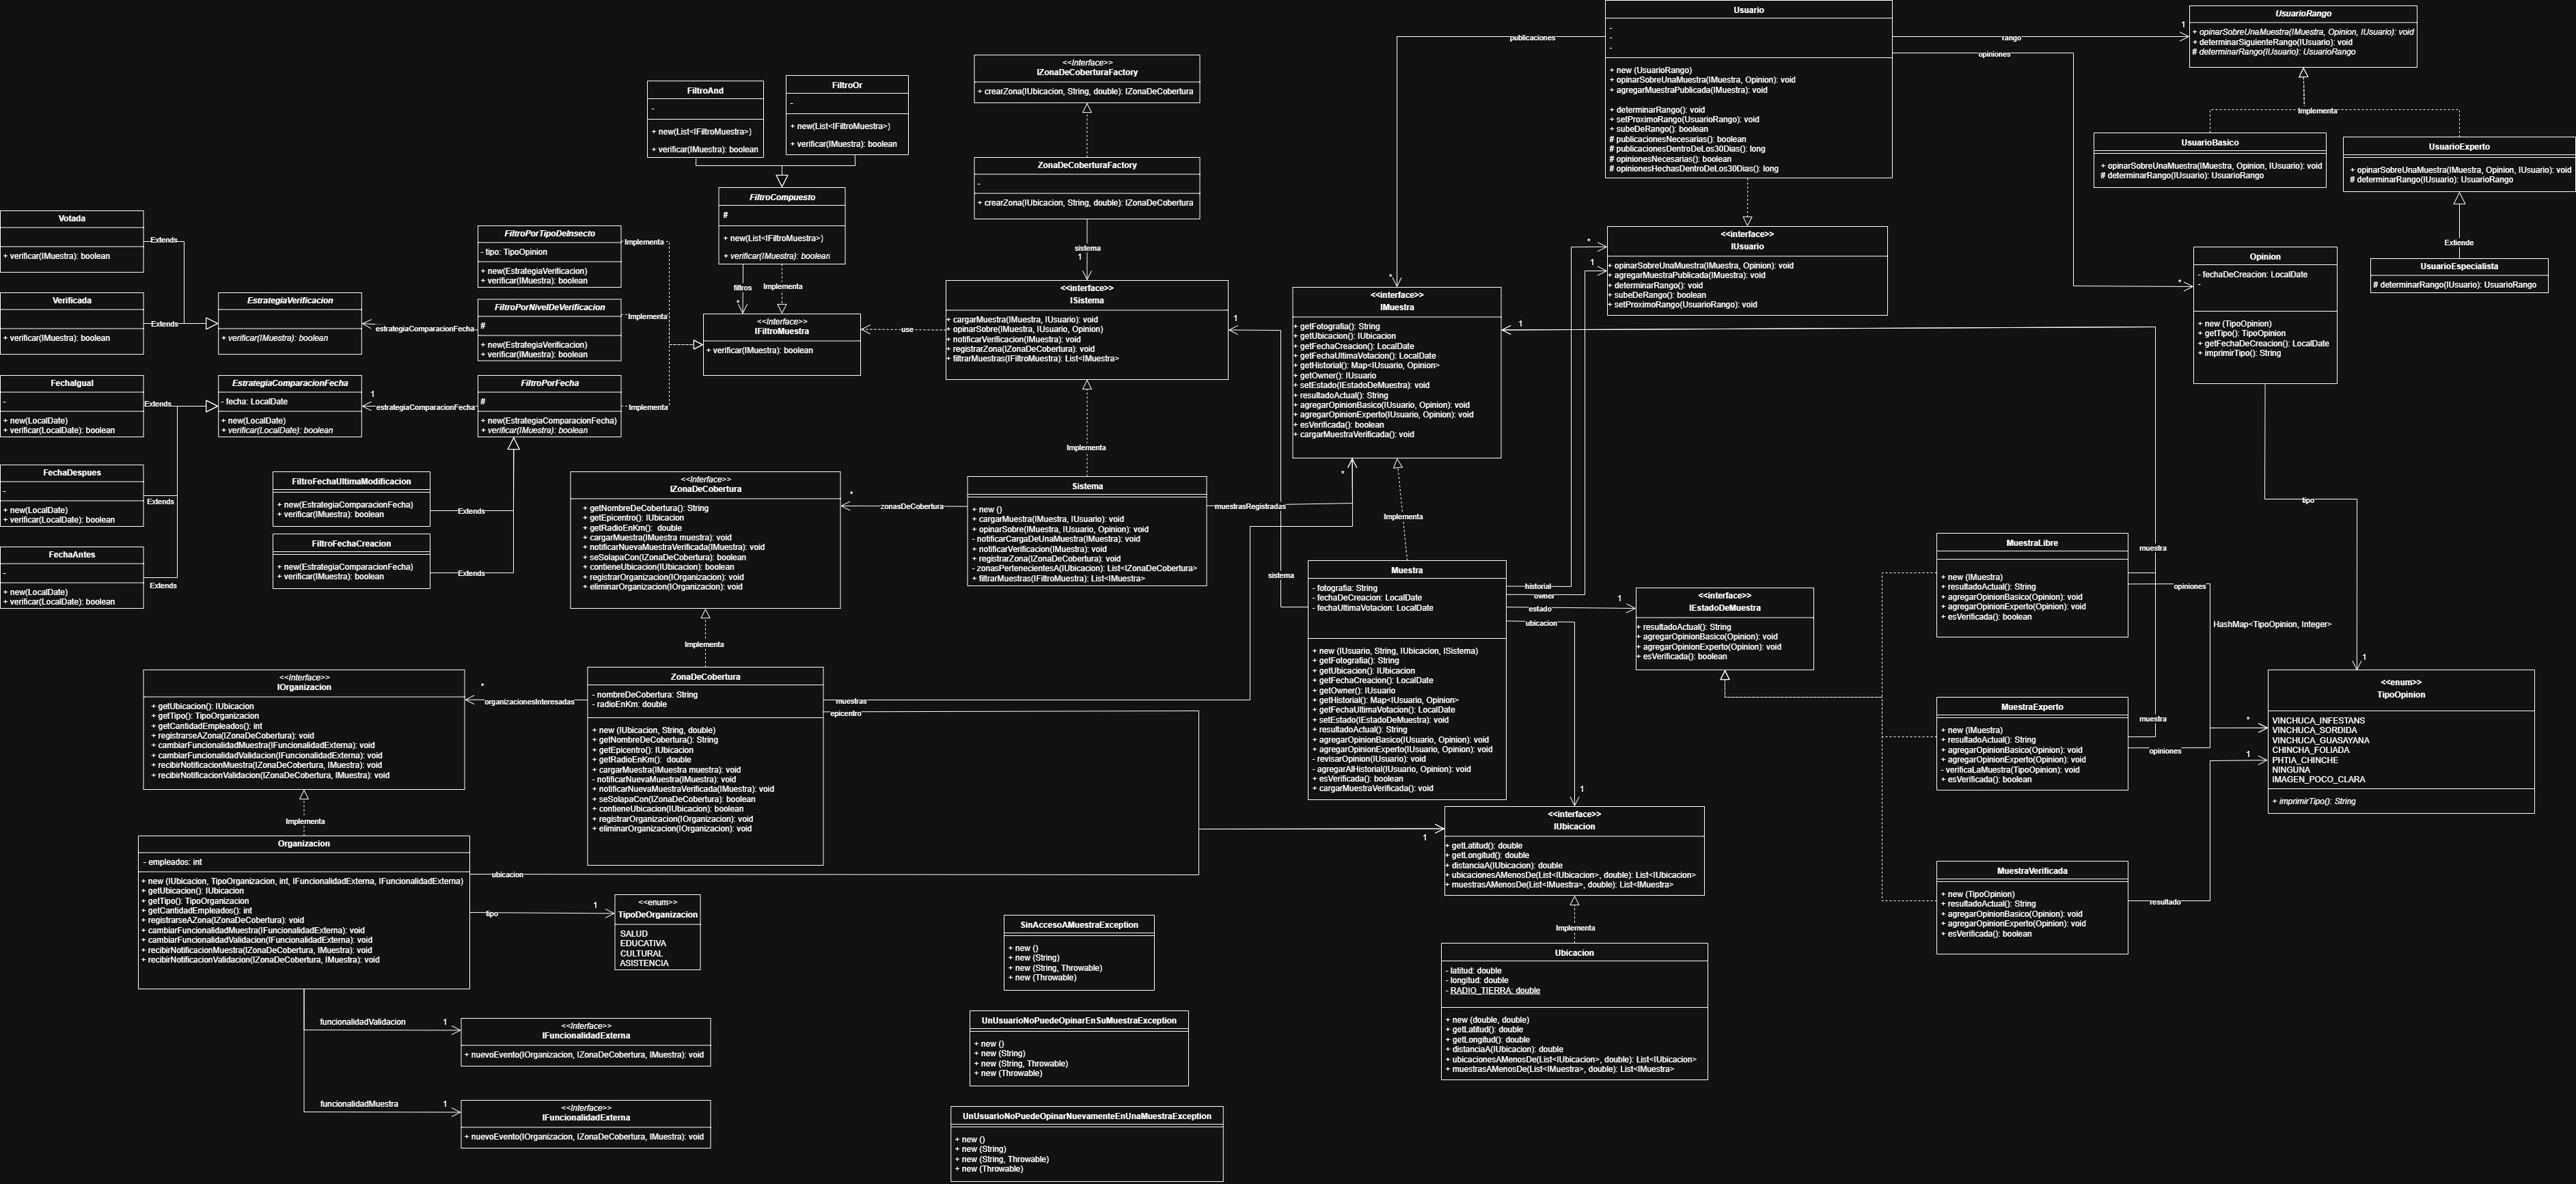 Usuario
-
-
-
+ new (UsuarioRango)
+ opinarSobreUnaMuestra(IMuestra, Opinion): void
+ agregarMuestraPublicada(IMuestra): void
+ determinarRango(): void
+ setProximoRango(UsuarioRango): void
+ subeDeRango(): boolean
# publicacionesNecesarias(): boolean
# publicacionesDentroDeLos30Dias(): long
# opinionesNecesarias(): boolean
# opinionesHechasDentroDeLos30Dias(): long
publicaciones
*
rango
1
opiniones
*
UsuarioRango
+ opinarSobreUnaMuestra(IMuestra, Opinion, IUsuario): void
+ determinarSiguienteRango(IUsuario): void
# determinarRango(IUsuario): UsuarioRango
Implementa
UsuarioBasico
+ opinarSobreUnaMuestra(IMuestra, Opinion, IUsuario): void
# determinarRango(IUsuario): UsuarioRango
UsuarioExperto
+ opinarSobreUnaMuestra(IMuestra, Opinion, IUsuario): void
# determinarRango(IUsuario): UsuarioRango
Extiende
UsuarioEspecialista
# determinarRango(IUsuario): UsuarioRango
<<Interface>>
IZonaDeCoberturaFactory
+ crearZona(IUbicacion, String, double): IZonaDeCobertura
FiltroAnd
-
+ new(List<IFiltroMuestra>)
+ verificar(IMuestra): boolean
FiltroOr
-
+ new(List<IFiltroMuestra>)
+ verificar(IMuestra): boolean
ZonaDeCoberturaFactory
-
+ crearZona(IUbicacion, String, double): IZonaDeCobertura
sistema
1
FiltroCompuesto
#
+ new(List<IFiltroMuestra>)
+ verificar(IMuestra): boolean
filtros
*
Implementa
<<interface>>
IUsuario
+ opinarSobreUnaMuestra(IMuestra, Opinion): void
+ agregarMuestraPublicada(IMuestra): void
+ determinarRango(): void
+ subeDeRango(): boolean
+ setProximoRango(UsuarioRango): void
*
1
Opinion
- fechaDeCreacion: LocalDate
-
+ new (TipoOpinion)
+ getTipo(): TipoOpinion
+ getFechaDeCreacion(): LocalDate
+ imprimirTipo(): String
tipo
1
Votada
+ verificar(IMuestra): boolean
Extends
Verificada
+ verificar(IMuestra): boolean
Extends
EstrategiaVerificacion
+ verificar(IMuestra): boolean
estrategiaComparacionFecha
FiltroPorTipoDeInsecto
- tipo: TipoOpinion
+ new(EstrategiaVerificacion)
+ verificar(IMuestra): boolean
Implementa
FiltroPorNivelDeVerificacion
#
+ new(EstrategiaVerificacion)
+ verificar(IMuestra): boolean
Implementa
<<Interface>>
IFiltroMuestra
+ verificar(IMuestra): boolean
use
<<interface>>
ISistema
+ cargarMuestra(IMuestra, IUsuario): void
+ opinarSobre(IMuestra, IUsuario, Opinion)
+ notificarVerificacion(IMuestra): void
+ registrarZona(IZonaDeCobertura): void
+ filtrarMuestras(IFiltroMuestra): List<IMuestra>
1
Implementa
<<interface>>
IMuestra
+ getFotografia(): String
+ getUbicacion(): IUbicacion
+ getFechaCreacion(): LocalDate
+ getFechaUltimaVotacion(): LocalDate
+ getHistorial(): Map<IUsuario, Opinion>
+ getOwner(): IUsuario
+ setEstado(IEstadoDeMuestra): void
+ resultadoActual(): String
+ agregarOpinionBasico(IUsuario, Opinion): void
+ agregarOpinionExperto(IUsuario, Opinion): void
+ esVerificada(): boolean
+ cargarMuestraVerificada(): void
1
*
Implementa
FechaIgual
-
+ new(LocalDate)
+ verificar(LocalDate): boolean
Extends
EstrategiaComparacionFecha
- fecha: LocalDate
+ new(LocalDate)
+ verificar(LocalDate): boolean
1
estrategiaComparacionFecha
FiltroPorFecha
#
+ new(EstrategiaComparacionFecha)
+ verificar(IMuestra): boolean
Implementa
FechaDespues
-
+ new(LocalDate)
+ verificar(LocalDate): boolean
Extends
FechaAntes
-
+ new(LocalDate)
+ verificar(LocalDate): boolean
Extends
FiltroFechaUltimaModificacion
+ new(EstrategiaComparacionFecha)
+ verificar(IMuestra): boolean
Extends
FiltroFechaCreacion
+ new(EstrategiaComparacionFecha)
+ verificar(IMuestra): boolean
Extends
<<Interface>>
IZonaDeCobertura
+ getNombreDeCobertura(): String
+ getEpicentro(): IUbicacion
+ getRadioEnKm(): double
+ cargarMuestra(IMuestra muestra): void
+ notificarNuevaMuestraVerificada(IMuestra): void
+ seSolapaCon(IZonaDeCobertura): boolean
+ contieneUbicacion(IUbicacion): boolean
+ registrarOrganizacion(IOrganizacion): void
+ eliminarOrganizacion(IOrganizacion): void
*
zonasDeCobertura
Implementa
Sistema
+ new ()
+ cargarMuestra(IMuestra, IUsuario): void
+ opinarSobre(IMuestra, IUsuario, Opinion): void
- notificarCargaDeUnaMuestra(IMuestra): void
+ notificarVerificacion(IMuestra): void
+ registrarZona(IZonaDeCobertura): void
- zonasPertenecientesA(IUbicacion): List<IZonaDeCobertura>
+ filtrarMuestras(IFiltroMuestra): List<IMuestra>
muestrasRegistradas
sistema
Muestra
- fotografia: String
- fechaDeCreacion: LocalDate
- fechaUltimaVotacion: LocalDate
+ new (IUsuario, String, IUbicacion, ISistema)
+ getFotografia(): String
+ getUbicacion(): IUbicacion
+ getFechaCreacion(): LocalDate
+ getOwner(): IUsuario
+ getHistorial(): Map<IUsuario, Opinion>
+ getFechaUltimaVotacion(): LocalDate
+ setEstado(IEstadoDeMuestra): void
+ resultadoActual(): String
+ agregarOpinionBasico(IUsuario, Opinion): void
+ agregarOpinionExperto(IUsuario, Opinion): void
- revisarOpinion(IUsuario): void
- agregarAlHistorial(IUsuario, Opinion): void
+ esVerificada(): boolean
+ cargarMuestraVerificada(): void
historial
owner
estado
1
ubicacion
1
<<interface>>
IEstadoDeMuestra
+ resultadoActual(): String
+ agregarOpinionBasico(Opinion): void
+ agregarOpinionExperto(Opinion): void
+ esVerificada(): boolean
MuestraLibre
+ new (IMuestra)
+ resultadoActual(): String
+ agregarOpinionBasico(Opinion): void
+ agregarOpinionExperto(Opinion): void
+ esVerificada(): boolean
muestra
opiniones
HashMap<TipoOpinion, Integer>
MuestraExperto
+ new (IMuestra)
+ resultadoActual(): String
+ agregarOpinionBasico(Opinion): void
+ agregarOpinionExperto(Opinion): void
- verificaLaMuestra(TipoOpinion): void
+ esVerificada(): boolean
muestra
opiniones
*
1
<<enum>>
TipoOpinion
VINCHUCA_INFESTANS
VINCHUCA_SORDIDA
VINCHUCA_GUASAYANA
CHINCHA_FOLIADA
PHTIA_CHINCHE
NINGUNA
IMAGEN_POCO_CLARA
+ imprimirTipo(): String
MuestraVerificada
+ new (TipoOpinion)
+ resultadoActual(): String
+ agregarOpinionBasico(Opinion): void
+ agregarOpinionExperto(Opinion): void
+ esVerificada(): boolean
resultado
<<Interface>>
IOrganizacion
+ getUbicacion(): IUbicacion
+ getTipo(): TipoOrganizacion
+ getCantidadEmpleados(): int
+ registrarseAZona(IZonaDeCobertura): void
+ cambiarFuncionalidadMuestra(IFuncionalidadExterna): void
+ cambiarFuncionalidadValidacion(IFuncionalidadExterna): void
+ recibirNotificacionMuestra(IZonaDeCobertura, IMuestra): void
+ recibirNotificacionValidacion(IZonaDeCobertura, IMuestra): void
*
organizacionesInteresadas
Implementa
ZonaDeCobertura
- nombreDeCobertura: String
- radioEnKm: double
+ new (IUbicacion, String, double)
+ getNombreDeCobertura(): String
+ getEpicentro(): IUbicacion
+ getRadioEnKm(): double
+ cargarMuestra(IMuestra muestra): void
- notificarNuevaMuestra(IMuestra): void
+ notificarNuevaMuestraVerificada(IMuestra): void
+ seSolapaCon(IZonaDeCobertura): boolean
+ contieneUbicacion(IUbicacion): boolean
+ registrarOrganizacion(IOrganizacion): void
+ eliminarOrganizacion(IOrganizacion): void
muestras
epicentro
1
<<interface>>
IUbicacion
+ getLatitud(): double
+ getLongitud(): double
+ distanciaA(IUbicacion): double
+ ubicacionesAMenosDe(List<IUbicacion>, double): List<IUbicacion>
+ muestrasAMenosDe(List<IMuestra>, double): List<IMuestra>
Implementa
Ubicacion
- latitud: double
- longitud: double
- RADIO_TIERRA: double
+ new (double, double)
+ getLatitud(): double
+ getLongitud(): double
+ distanciaA(IUbicacion): double
+ ubicacionesAMenosDe(List<IUbicacion>, double): List<IUbicacion>
+ muestrasAMenosDe(List<IMuestra>, double): List<IMuestra>
Organizacion
- empleados: int
+ new (IUbicacion, TipoOrganizacion, int, IFuncionalidadExterna, IFuncionalidadExterna)
+ getUbicacion(): IUbicacion
+ getTipo(): TipoOrganizacion
+ getCantidadEmpleados(): int
+ registrarseAZona(IZonaDeCobertura): void
+ cambiarFuncionalidadMuestra(IFuncionalidadExterna): void
+ cambiarFuncionalidadValidacion(IFuncionalidadExterna): void
+ recibirNotificacionMuestra(IZonaDeCobertura, IMuestra): void
+ recibirNotificacionValidacion(IZonaDeCobertura, IMuestra): void
ubicacion
tipo
1
<<enum>>
TipoDeOrganizacion
SALUD
EDUCATIVA
CULTURAL
ASISTENCIA
funcionalidadValidacion
1
<<Interface>>
IFuncionalidadExterna
+ nuevoEvento(IOrganizacion, IZonaDeCobertura, IMuestra): void
funcionalidadMuestra
1
<<Interface>>
IFuncionalidadExterna
+ nuevoEvento(IOrganizacion, IZonaDeCobertura, IMuestra): void
SinAccesoAMuestraException
+ new ()
+ new (String)
+ new (String, Throwable)
+ new (Throwable)
UnUsuarioNoPuedeOpinarEnSuMuestraException
+ new ()
+ new (String)
+ new (String, Throwable)
+ new (Throwable)
UnUsuarioNoPuedeOpinarNuevamenteEnUnaMuestraException
+ new ()
+ new (String)
+ new (String, Throwable)
+ new (Throwable)